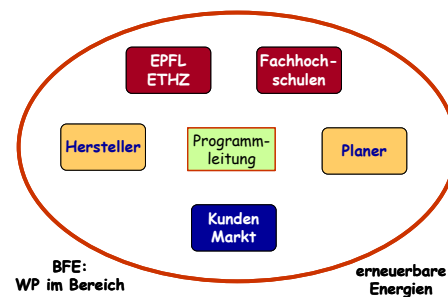 EPFL
ETHZ
Fachhoch-
schulen
Hersteller
Programm-
leitung
Planer
Kunden
Markt
BFE:
WP im Bereich
erneuerbare
Energien